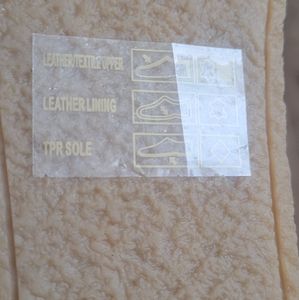 LEATHER/TEXTILE UPPER
LEATHER LINING
TPR SOLE